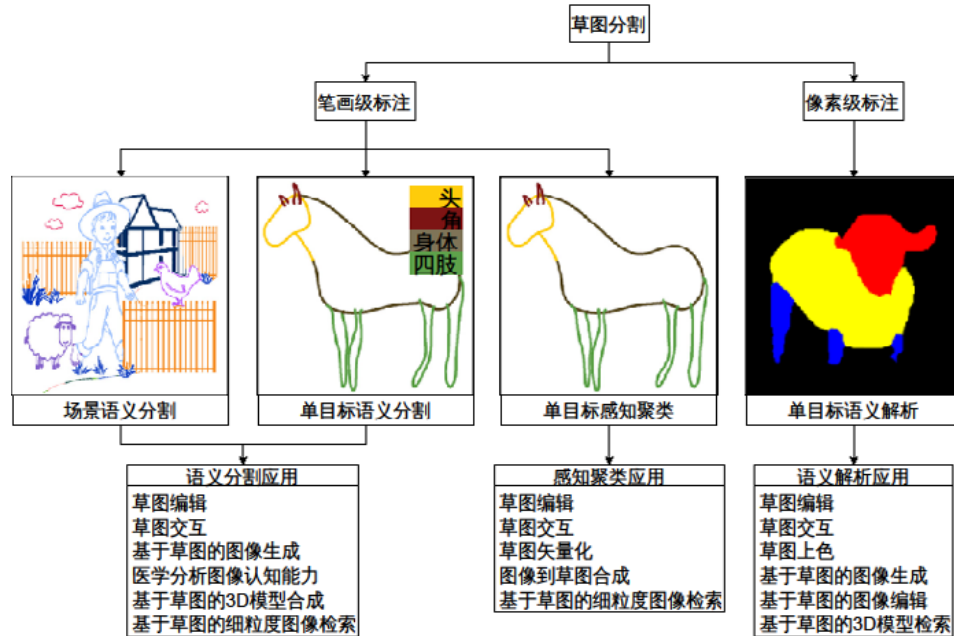 草图分割
笔画级标注
像素级标注
头
角
身体
四肢
场景语义分割
单目标语义分割
单目标感知聚类
单目标语义解析
语义分割应用
草图编辑
草图交互
基于草图的图像生成
医学分析图像认知能力
基于草图的3D模型合成
基于草图的细粒度图像检索
感知聚类应用
草图编辑
草图交互
草图矢量化
图像到草图合成
基于草图的细粒度图像检索
语义解析应用
草图编辑
草图交互
草图上色
基于草图的图像生成
基于草图的图像编辑
基于草图的3D模型检索